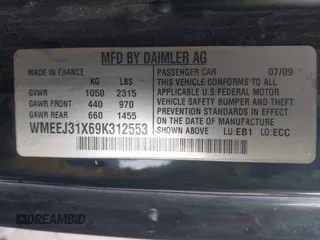 MFD BY DAIMLER AG
MADE IN FRANCE
KG LBS
GVWR 1050 2315
GAWR FRONT 440 970
GAWR REAR 660 1455
PASSENGER CAR 07/09
THIS VEHICLE CONFORMS TO ALL
APPLICABLE U.S. FEDERAL MOTOR
VEHICLE SAFETY BUMPER AND
THEFT PREVENTION STANDARDS
IN EFFECT ON THE DATE OF
MANUFACTURE SHOWN ABOVE.
WMEEJ31X69K312553 LU:EB1 LO:ECC
DREAMBID